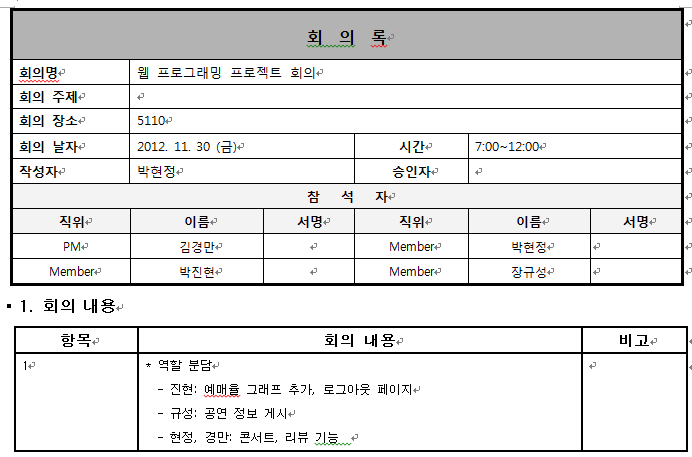 회 의 록
회의명 웹 프로그래밍 프로젝트 회의
회의 주제
회의 장소 5110
회의 날자 2012. 11. 30 (금) 시간 7:00~12:00
작성자 박현정 승인자
참 석 자
직위 이름 서명 직위 이름 서명
PM 김경만 Member 박현정
Member 박진현 Member 장규성
▪ 1. 회의 내용
항목 회의 내용 비고
1 * 역할 분담
- 진현: 예매율 그래프 추가, 로그아웃 페이지
- 규성: 공연 정보 게시
- 현정, 경만: 콘서트, 리뷰 기능